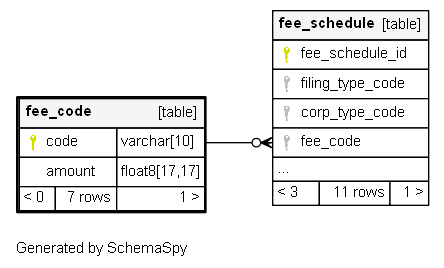 fee_code [table]
code varchar[10]
amount float8[17,17]
< 0 7 rows 1 >
fee_schedule [table]
fee_schedule_id
filing_type_code
corp_type_code
fee_code
...
< 3 11 rows 1 >
Generated by SchemaSpy